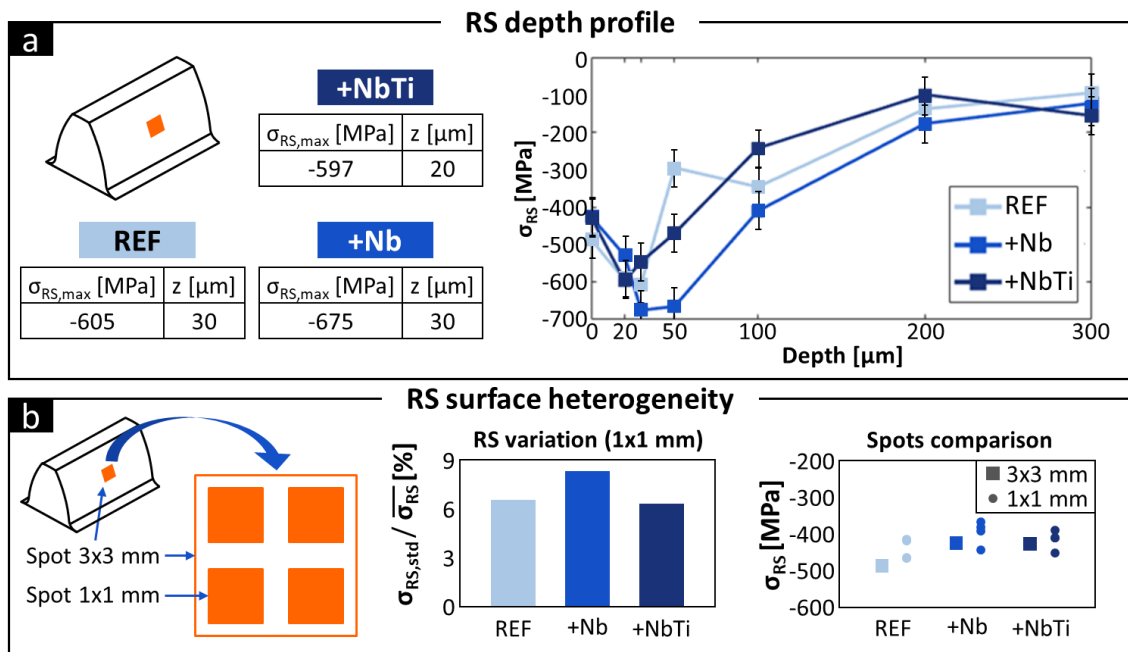 RS depth profile
a
+NbTi
σRS,max [MPa] z [µm]
-597 20
REF
σRS,max [MPa] z [µm]
-605 30
+Nb
σRS,max [MPa] z [µm]
-675 30
σRS [MPa]
0
-100
-200
-300
-400
-500
-600
-700
0 20 50 100 200 300
Depth [µm]
REF
+Nb
+NbTi
RS surface heterogeneity
b
Spot 3x3 mm
Spot 1x1 mm
RS variation (1x1 mm)
σRS,std / σRS [%]
9
6
3
0
REF +Nb +NbTi
Spots comparison
σRS [MPa]
-200
-300
-400
-500
-600
3x3 mm
1x1 mm
REF +Nb +NbTi